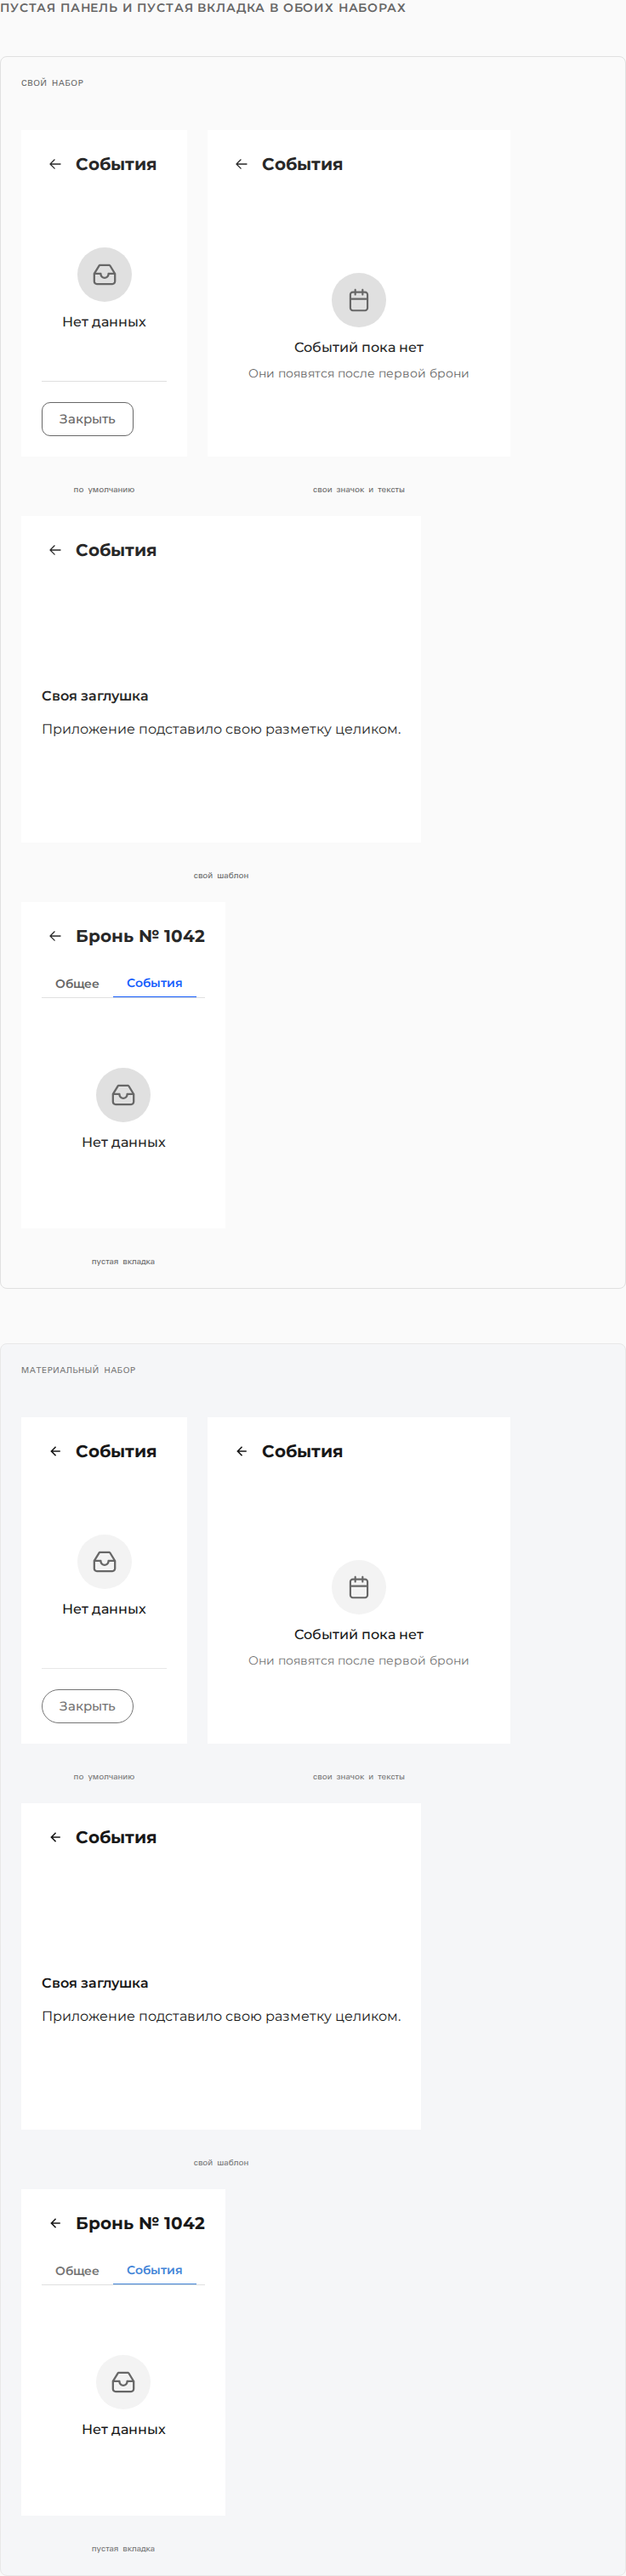 ПУСТАЯ ПАНЕЛЬ И ПУСТАЯ ВКЛАДКА В ОБОИХ НАБОРАХ
СВОЙ НАБОР
События
События
Нет данных
Событий пока нет
Они появятся после первой брони
Закрыть
по умолчанию
свои значок и тексты
События
Своя заглушка
Приложение подставило свою разметку целиком.
свой шаблон
Бронь № 1042
Общее
События
Нет данных
пустая вкладка
МАТЕРИАЛЬНЫЙ НАБОР
События
События
Нет данных
Событий пока нет
Они появятся после первой брони
Закрыть
по умолчанию
свои значок и тексты
События
Своя заглушка
Приложение подставило свою разметку целиком.
свой шаблон
Бронь № 1042
Общее
События
Нет данных
пустая вкладка